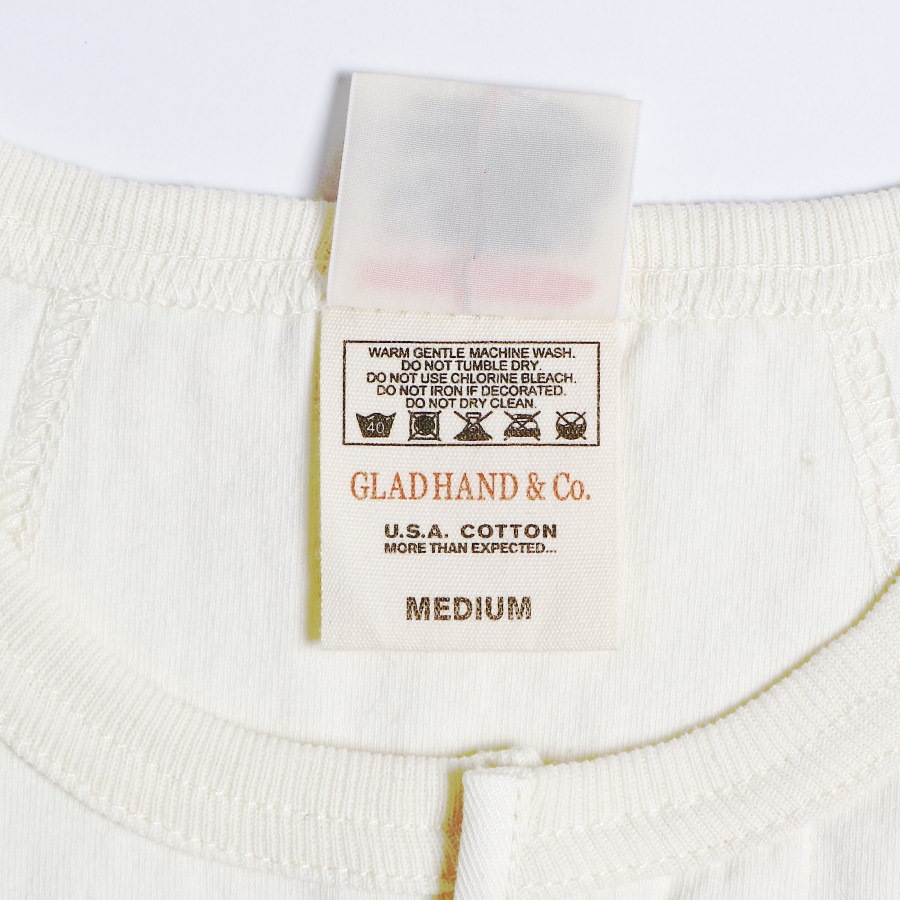 WARM GENTLE MACHINE WASH.
DO NOT TUMBLE DRY.
DO NOT USE CHLORINE BLEACH.
DO NOT IRON IF DECORATED.
DO NOT DRY CLEAN.
40
GLAD HAND & Co.
U.S.A. COTTON
MORE THAN EXPECTED...
MEDIUM